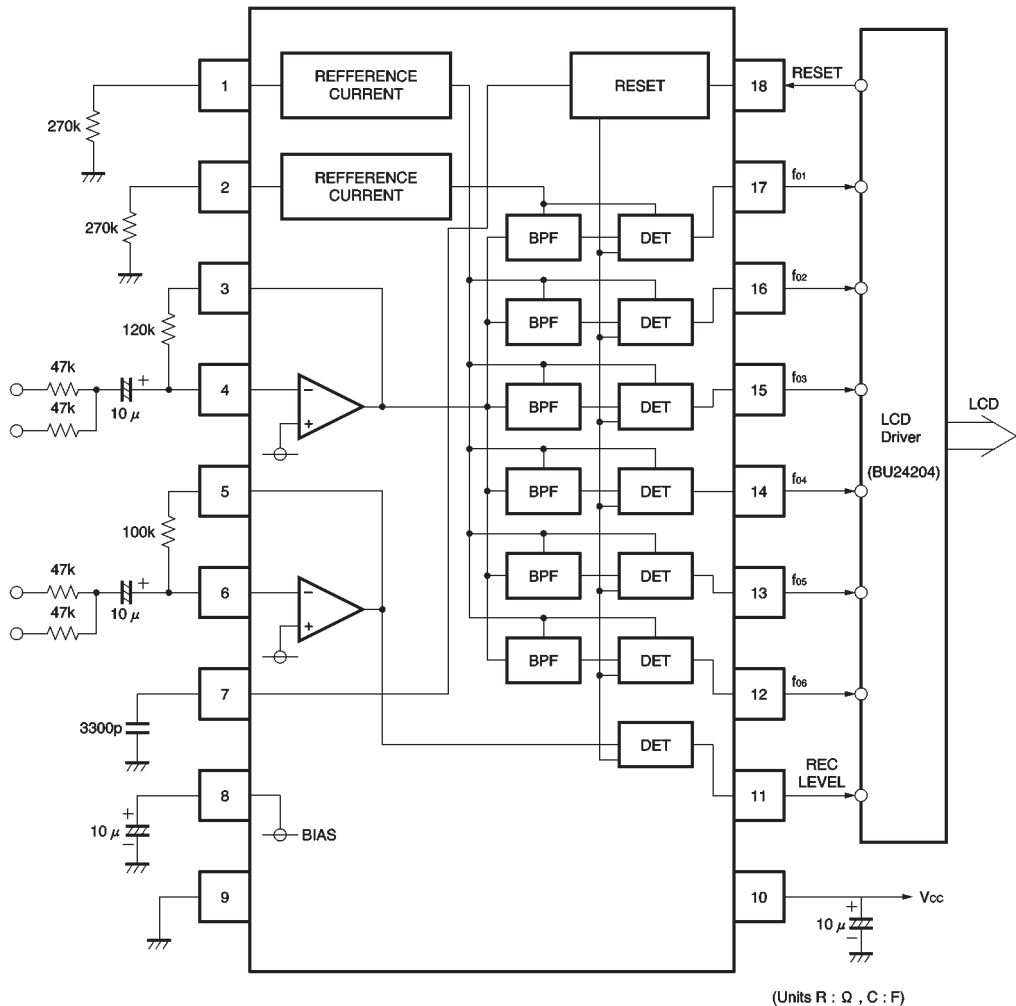 1
REFFERENCE
CURRENT
RESET
18
RESET
270k
2
REFFERENCE
CURRENT
17
f01
270k
BPF
DET
3
16
f02
120k
BPF
DET
47k
4
−
+
10 μ
+
47k
BPF
DET
15
f03
LCD
Driver
(BU24204)
LCD
5
BPF
DET
14
f04
100k
47k
6
−
+
10 μ
+
47k
BPF
DET
13
f05
7
BPF
DET
12
f06
3300p
DET
REC
LEVEL
8
11
+
10 μ
−
BIAS
9
10
Vcc
+
10 μ
−
(Units R : Ω , C : F)